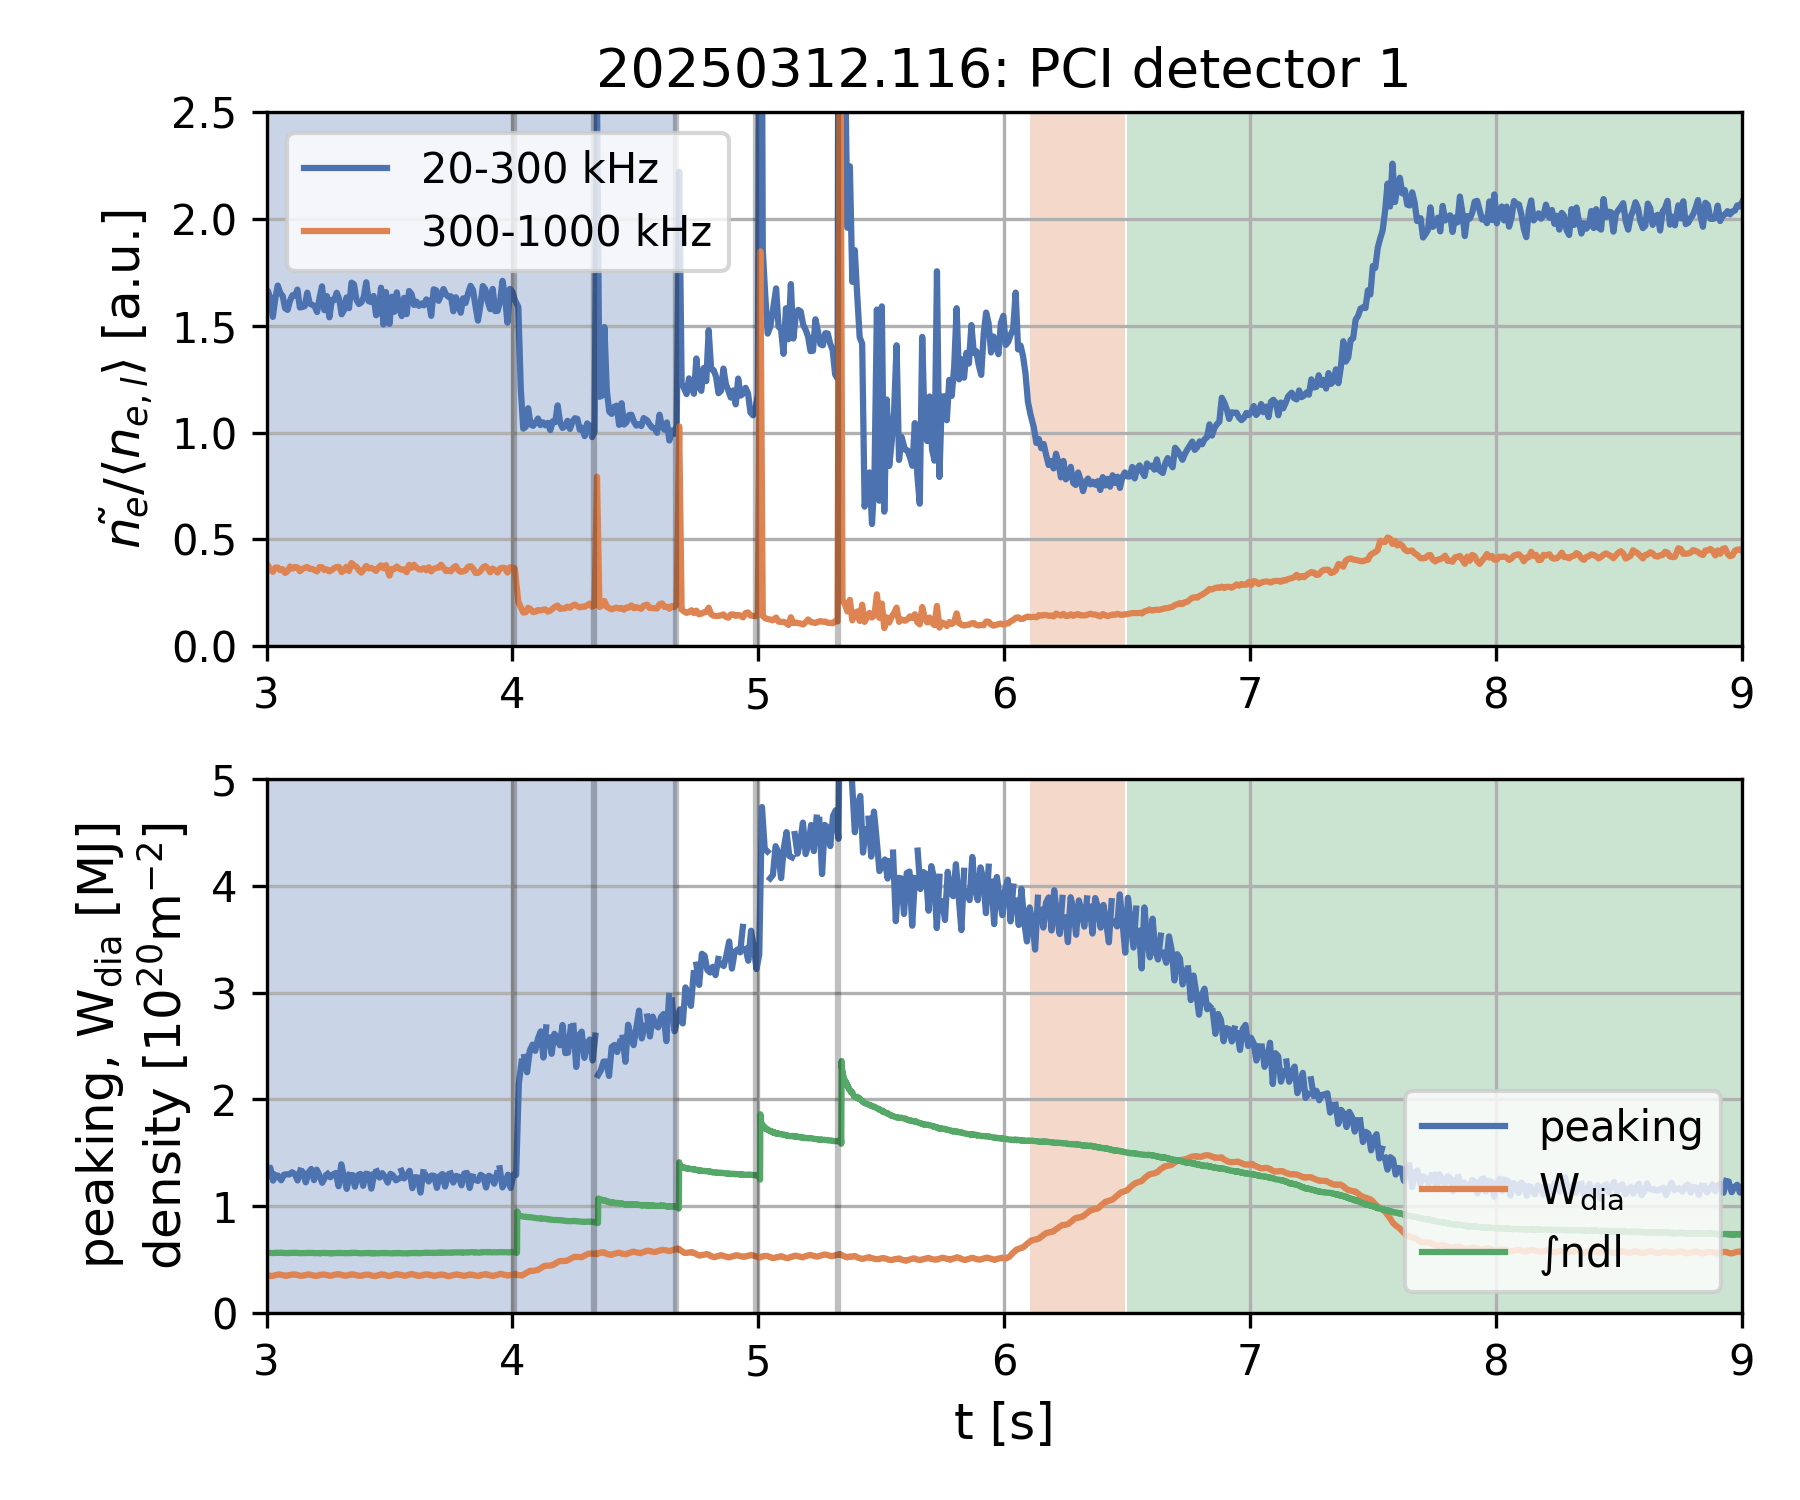 20250312.116: PCI detector 1
ñₑ/⟨nₑ,ₗ⟩ [a.u.]
2.5
2.0
1.5
1.0
0.5
0.0
20-300 kHz
300-1000 kHz
3 4 5 6 7 8 9
peaking, W_dia [MJ]
density [10²⁰m⁻²]
5
4
3
2
1
0
peaking
W_dia
∫ndl
3 4 5 6 7 8 9
t [s]